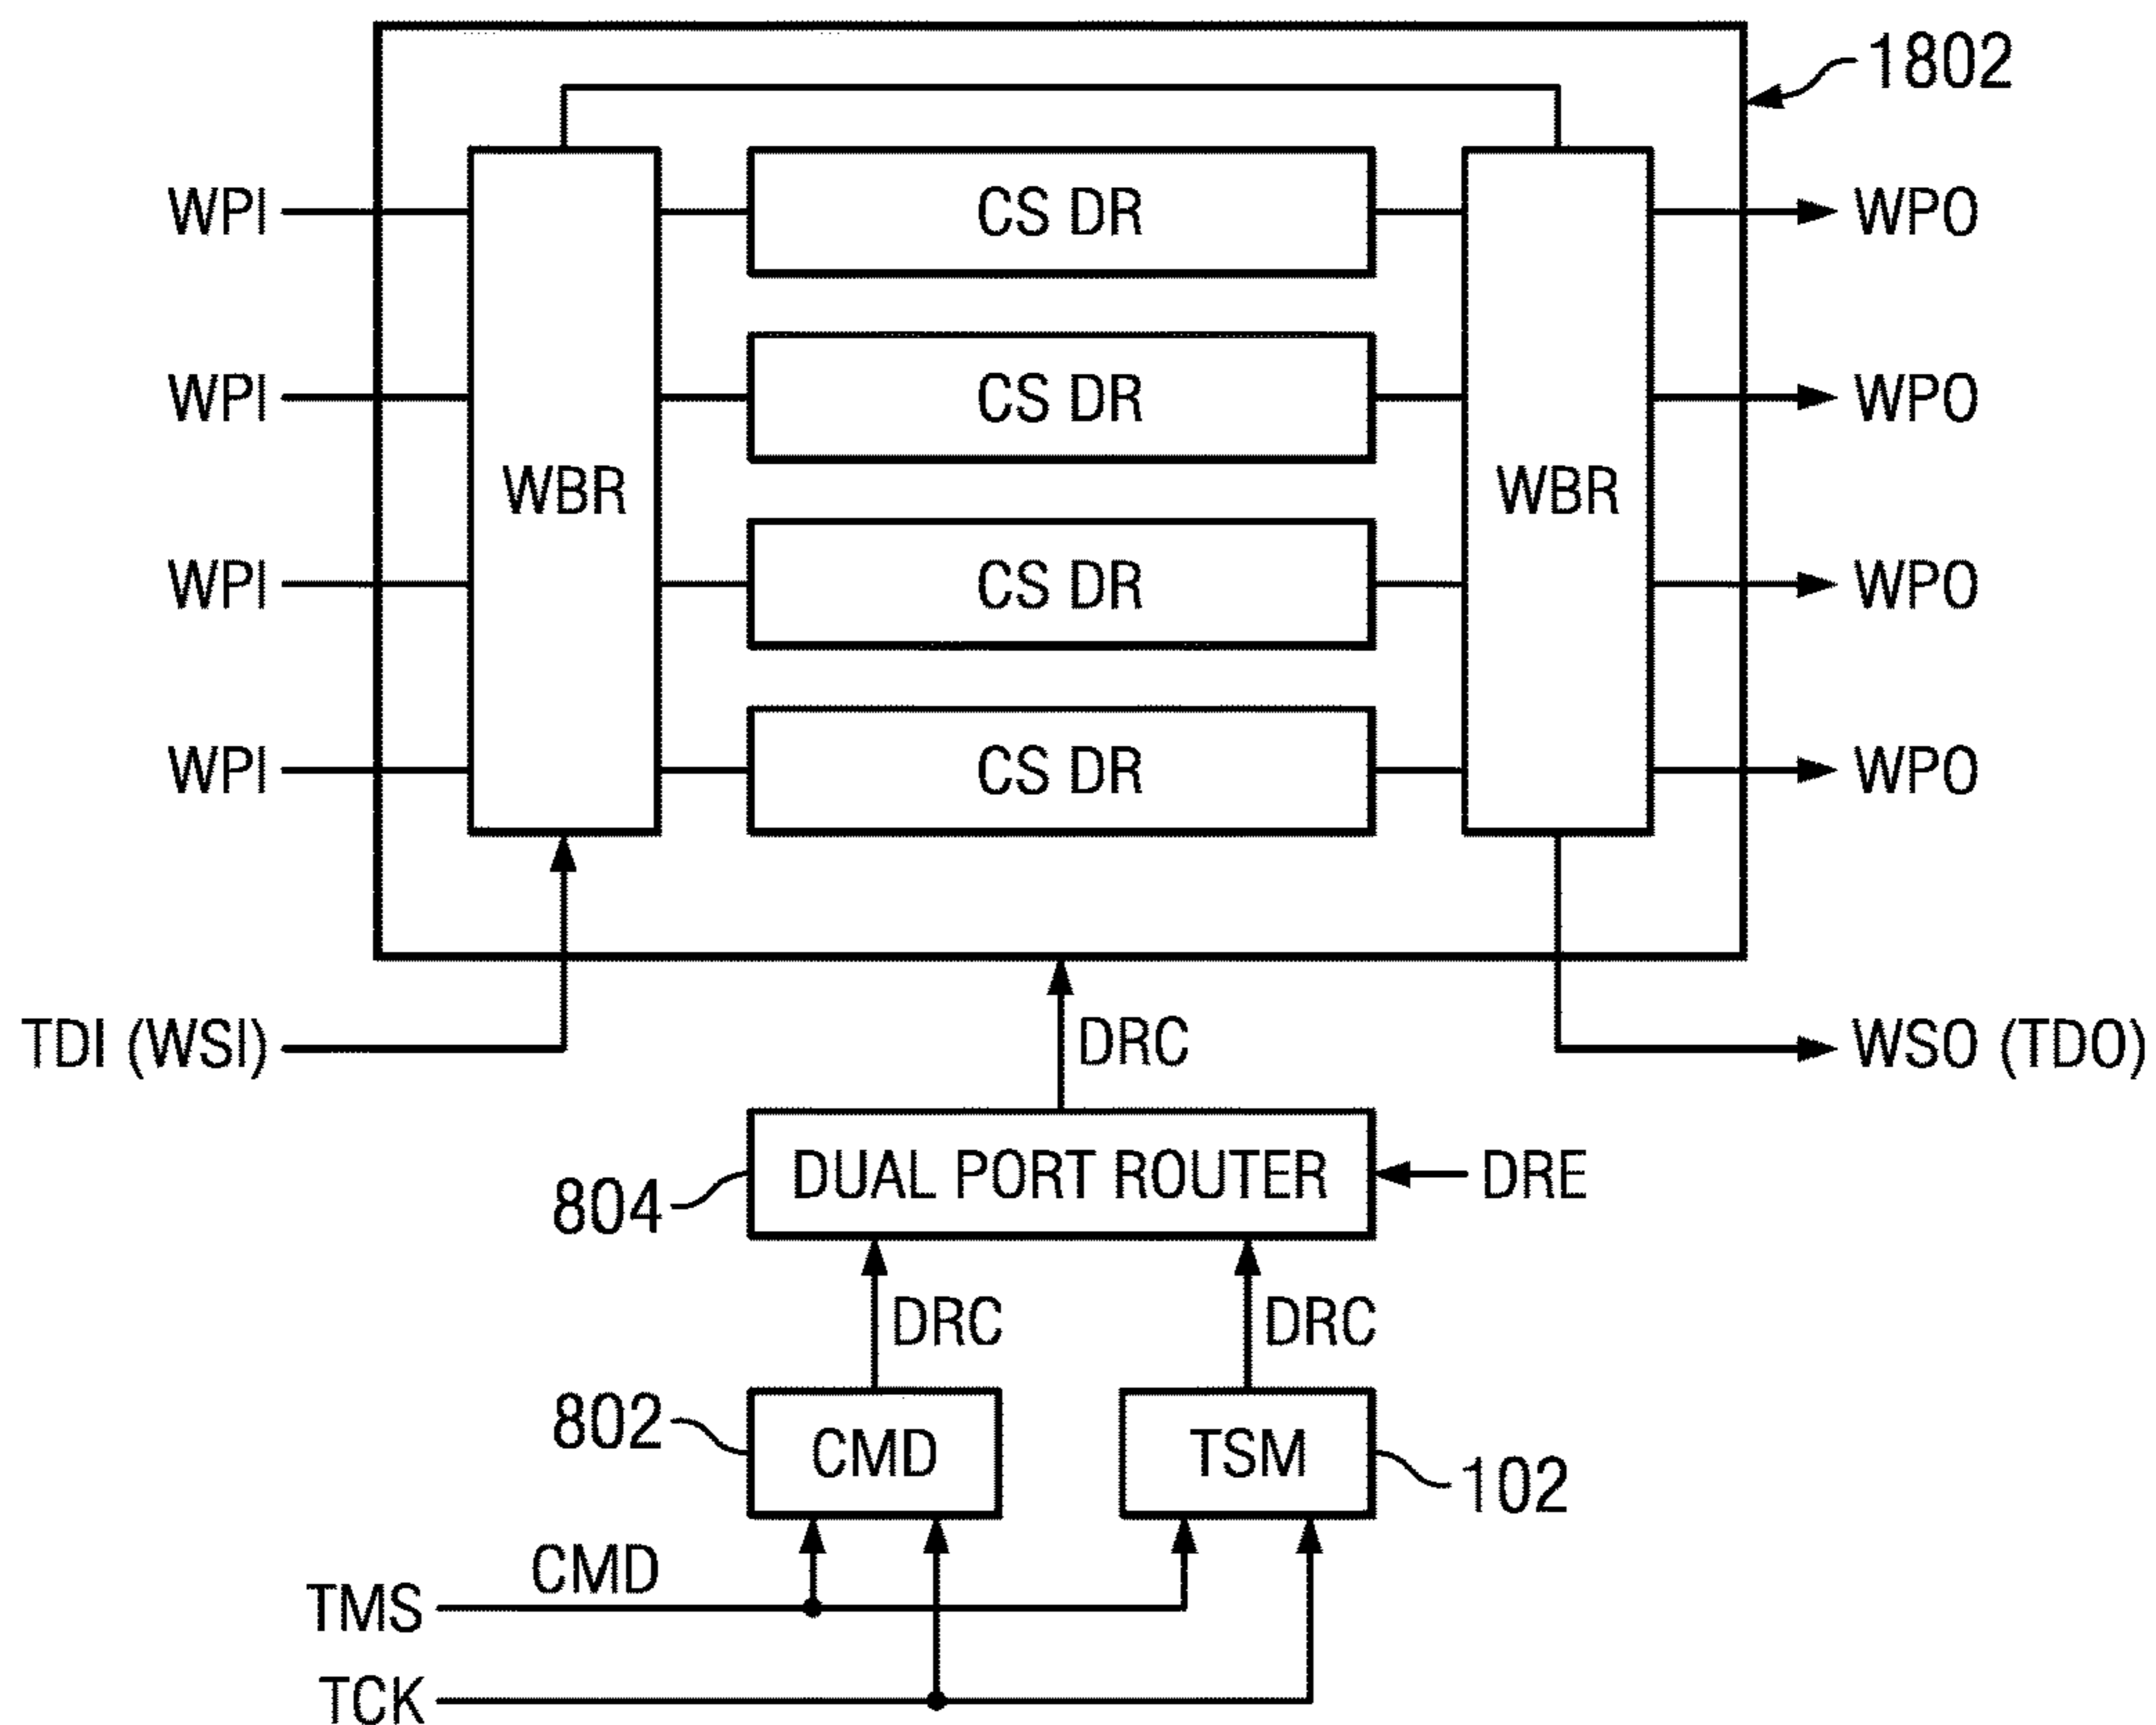 1802
WPI CS DR WPO
WPI CS DR WPO
WBR WBR
WPI CS DR WPO
WPI CS DR WPO
TDI (WSI) DRC WSO (TDO)
804 DUAL PORT ROUTER DRE
DRC DRC
802 CMD TSM 102
CMD
TMS
TCK